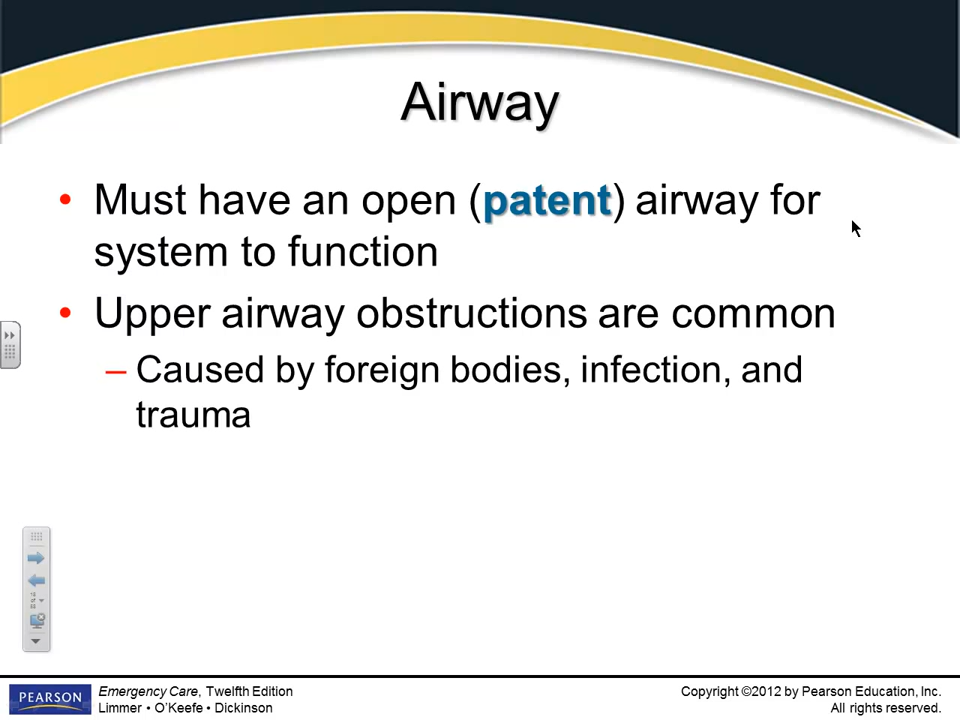 Airway
• Must have an open (patent) airway for
system to function
• Upper airway obstructions are common
– Caused by foreign bodies, infection, and
trauma
PEARSON
Emergency Care, Twelfth Edition
Limmer • O’Keefe • Dickinson
Copyright ©2012 by Pearson Education, Inc.
All rights reserved.